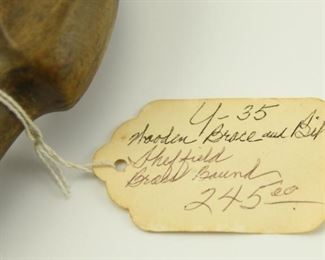 Y-35
Wooden Brace and Bit
Sheffield
Brass Bound
245.00